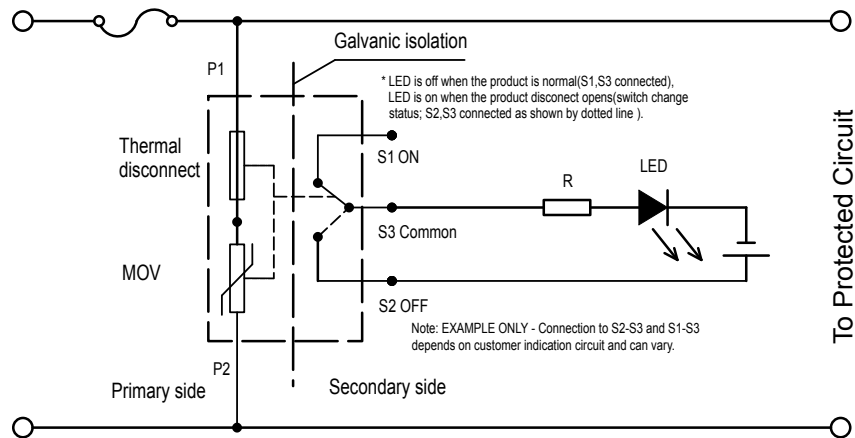 Galvanic isolation
P1
* LED is off when the product is normal(S1,S3 connected),
LED is on when the product disconect opens(switch change
status; S2,S3 connected as shown by dotted line ).
Thermal
disconnect
S1 ON
R
LED
S3 Common
MOV
S2 OFF
Note: EXAMPLE ONLY - Connection to S2-S3 and S1-S3
depends on customer indication circuit and can vary.
P2
Primary side
Secondary side
To Protected Circuit